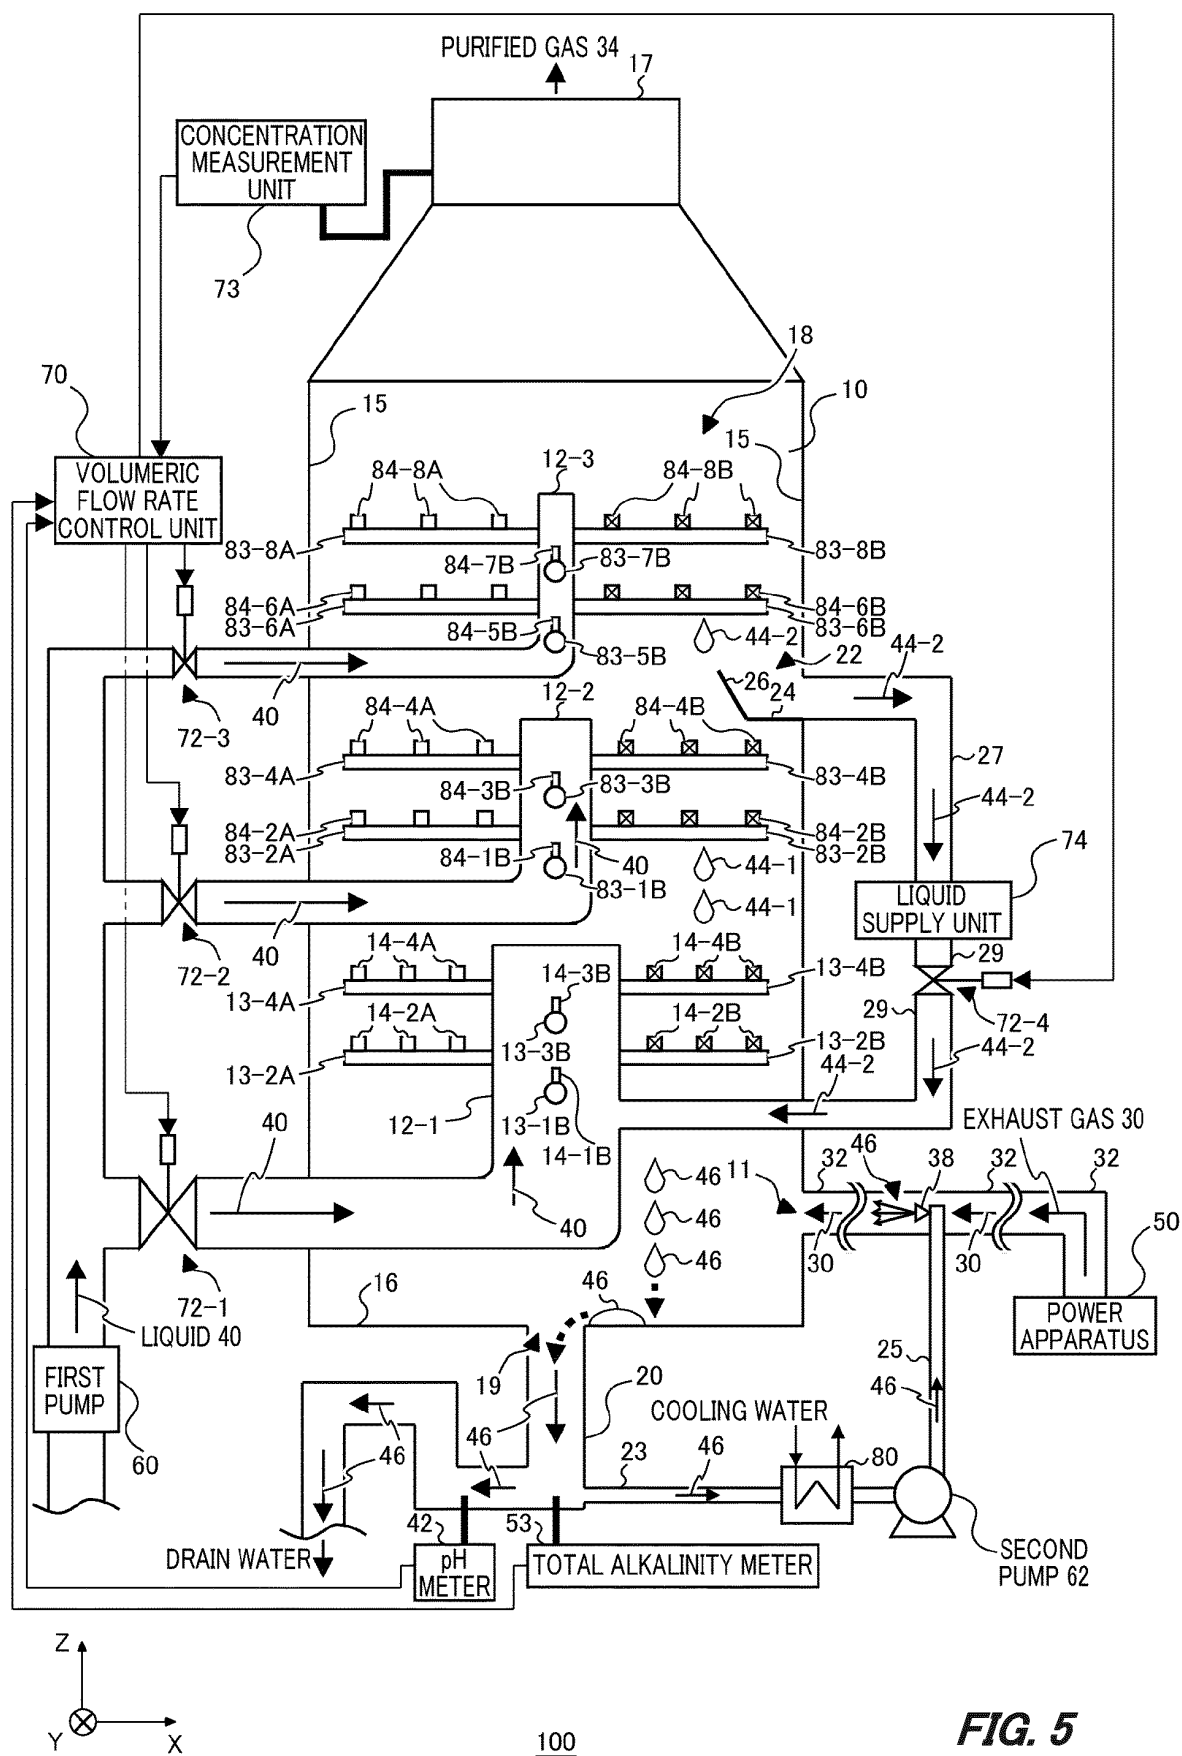 PURIFIED GAS 34
17
CONCENTRATION
MEASUREMENT
UNIT
73
18
70
15
10
15
VOLUMERIC
FLOW RATE
CONTROL UNIT
12-3
84-8A
84-8B
83-8A
83-8B
84-7B
83-7B
84-6A
84-6B
83-6A
83-6B
84-5B
83-5B
44-2
22
44-2
40
72-3
26
24
12-2
84-4A
84-4B
27
83-4A
83-4B
84-3B
83-3B
44-2
84-2A
84-2B
83-2A
83-2B
84-1B
83-1B
40
44-1
44-1
74
LIQUID
SUPPLY UNIT
40
72-2
12-1
14-4A
14-4B
29
14-3B
13-4A
13-4B
29
72-4
14-2A
14-2B
13-3B
13-2A
13-2B
44-2
44-2
12-1
13-1B
14-1B
40
EXHAUST GAS 30
46
11
32
46
38
32
32
40
46
46
30
30
50
16
46
72-1
LIQUID 40
POWER
APPARATUS
FIRST
PUMP
19
25
20
46
46
COOLING WATER
60
46
46
46
23
46
80
42
53
DRAIN WATER
pH
METER
TOTAL ALKALINITY METER
SECOND
PUMP 62
Z
Y
X
100
FIG. 5